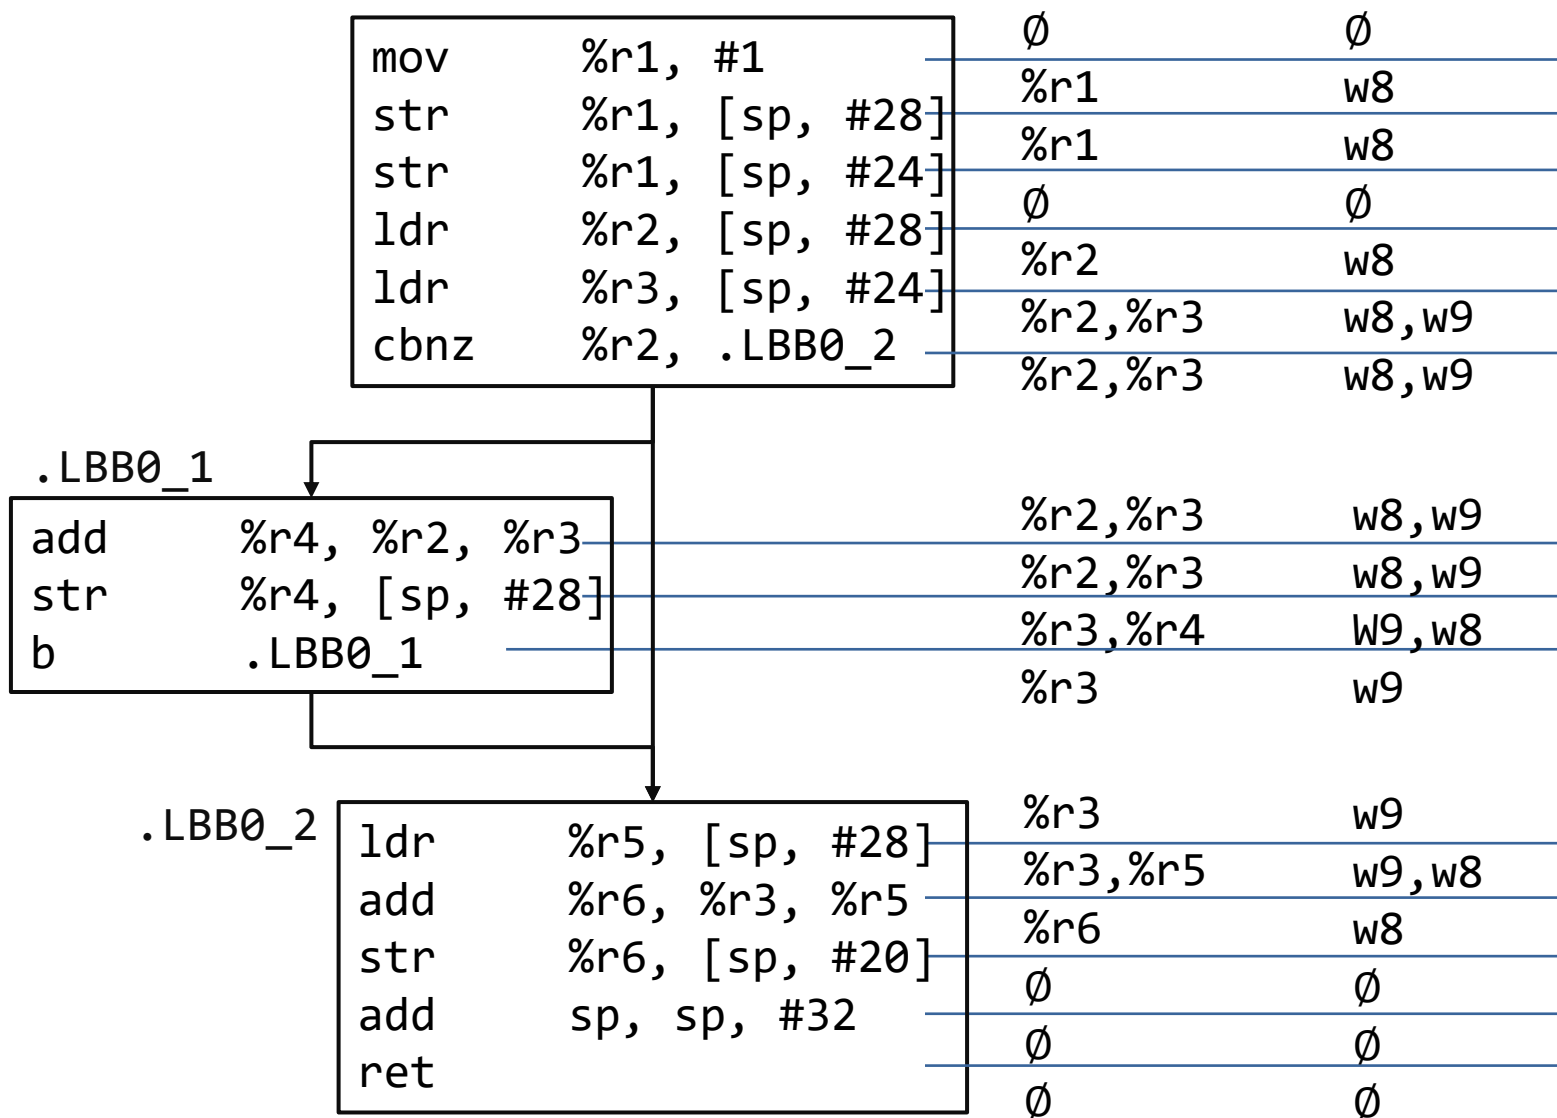 mov %r1, #1
str %r1, [sp, #28]
str %r1, [sp, #24]
ldr %r2, [sp, #28]
ldr %r3, [sp, #24]
cbnz %r2, .LBB0_2
Ø Ø
%r1 w8
%r1 w8
Ø Ø
%r2 w8
%r2,%r3 w8,w9
%r2,%r3 w8,w9
.LBB0_1
add %r4, %r2, %r3
str %r4, [sp, #28]
b .LBB0_1
%r2,%r3 w8,w9
%r2,%r3 w8,w9
%r3,%r4 W9,w8
%r3 w9
.LBB0_2
ldr %r5, [sp, #28]
add %r6, %r3, %r5
str %r6, [sp, #20]
add sp, sp, #32
ret
%r3 w9
%r3,%r5 w9,w8
%r6 w8
Ø Ø
Ø Ø
Ø Ø